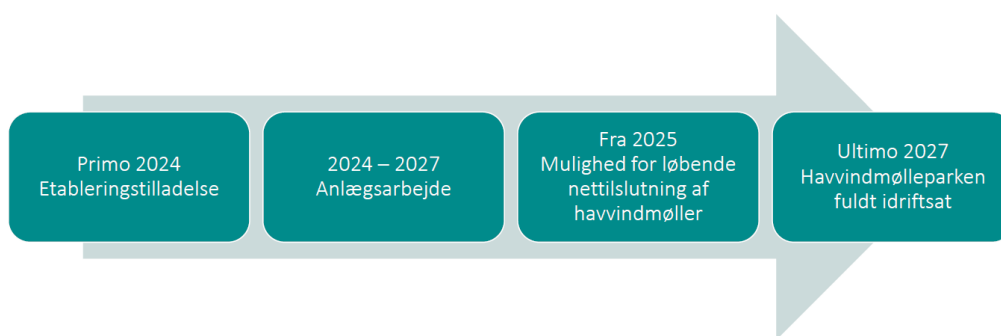 Primo 2024
Etableringstilladelse
2024 – 2027
Anlægsarbejde
Fra 2025
Mulighed for løbende
nettilslutning af
havvindmøller
Ultimo 2027
Havvindmølleparken
fuldt idriftsat